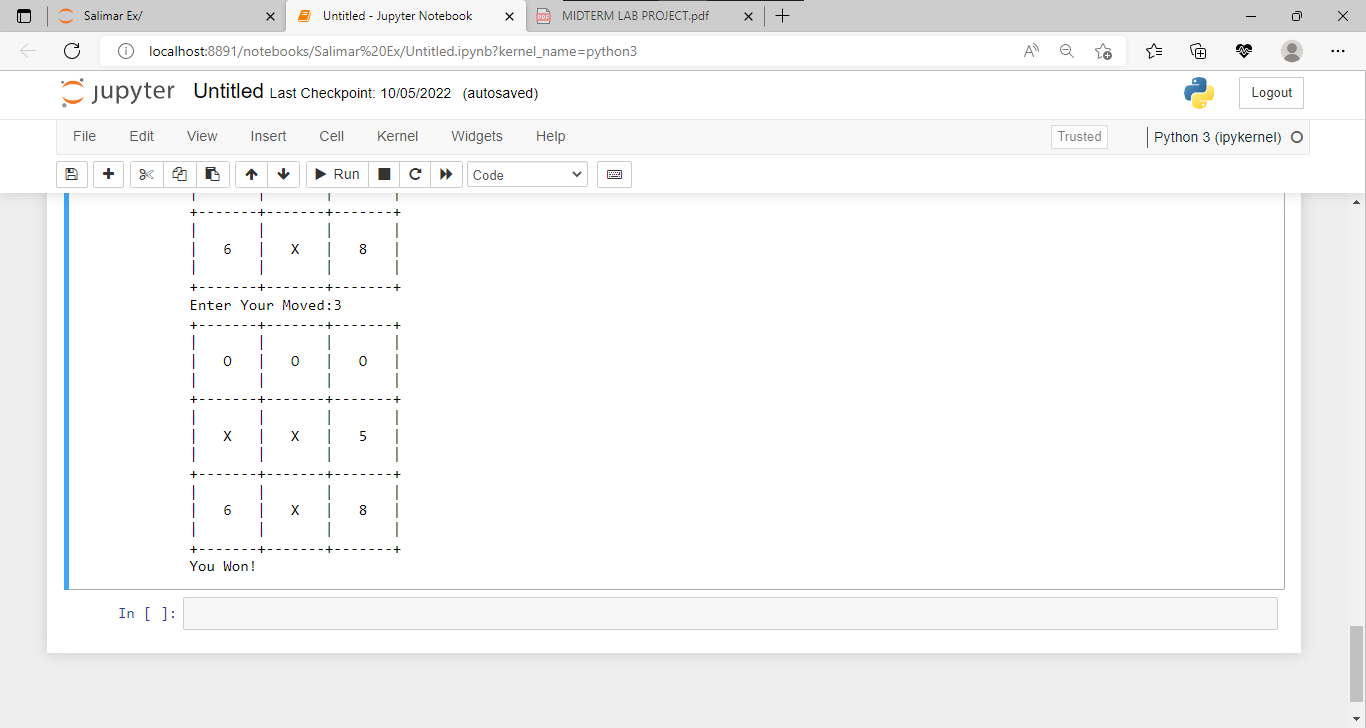 Salimar Ex/
Untitled - Jupyter Notebook
MIDTERM LAB PROJECT.pdf
localhost:8891/notebooks/Salimar%20Ex/Untitled.ipynb?kernel_name=python3
jupyter Untitled Last Checkpoint: 10/05/2022 (autosaved)
Logout
File Edit View Insert Cell Kernel Widgets Help
Trusted
Python 3 (ipykernel)
Run
Code
+-------+-------+-------+
|       |       |       |
|   6   |   X   |   8   |
|       |       |       |
+-------+-------+-------+
Enter Your Moved:3
+-------+-------+-------+
|       |       |       |
|   O   |   O   |   O   |
|       |       |       |
+-------+-------+-------+
|       |       |       |
|   X   |   X   |   5   |
|       |       |       |
+-------+-------+-------+
|       |       |       |
|   6   |   X   |   8   |
|       |       |       |
+-------+-------+-------+
You Won!
In [ ]: